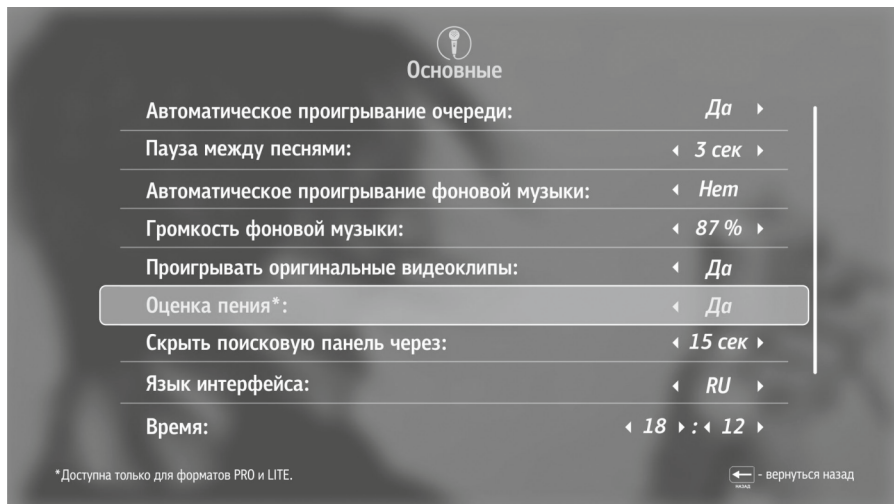 Основные
Автоматическое проигрывание очереди: Да
Пауза между песнями: 3 сек
Автоматическое проигрывание фоновой музыки: Нет
Громкость фоновой музыки: 87 %
Проигрывать оригинальные видеоклипы: Да
Оценка пения*: Да
Скрыть поисковую панель через: 15 сек
Язык интерфейса: RU
Время: 18 : 12
*Доступна только для форматов PRO и LITE.
НАЗАД - вернуться назад